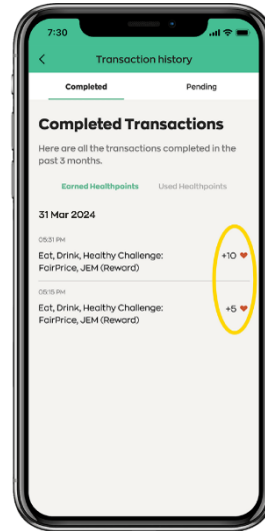 7:30
Transaction history
Completed
Pending
Completed Transactions
Here are all the transactions completed in the
past 3 months.
Earned Healthpoints
Used Healthpoints
31 Mar 2024
05:31 PM
Eat, Drink, Healthy Challenge:
FairPrice, JEM (Reward)
+10
05:15 PM
Eat, Drink, Healthy Challenge:
FairPrice, JEM (Reward)
+5